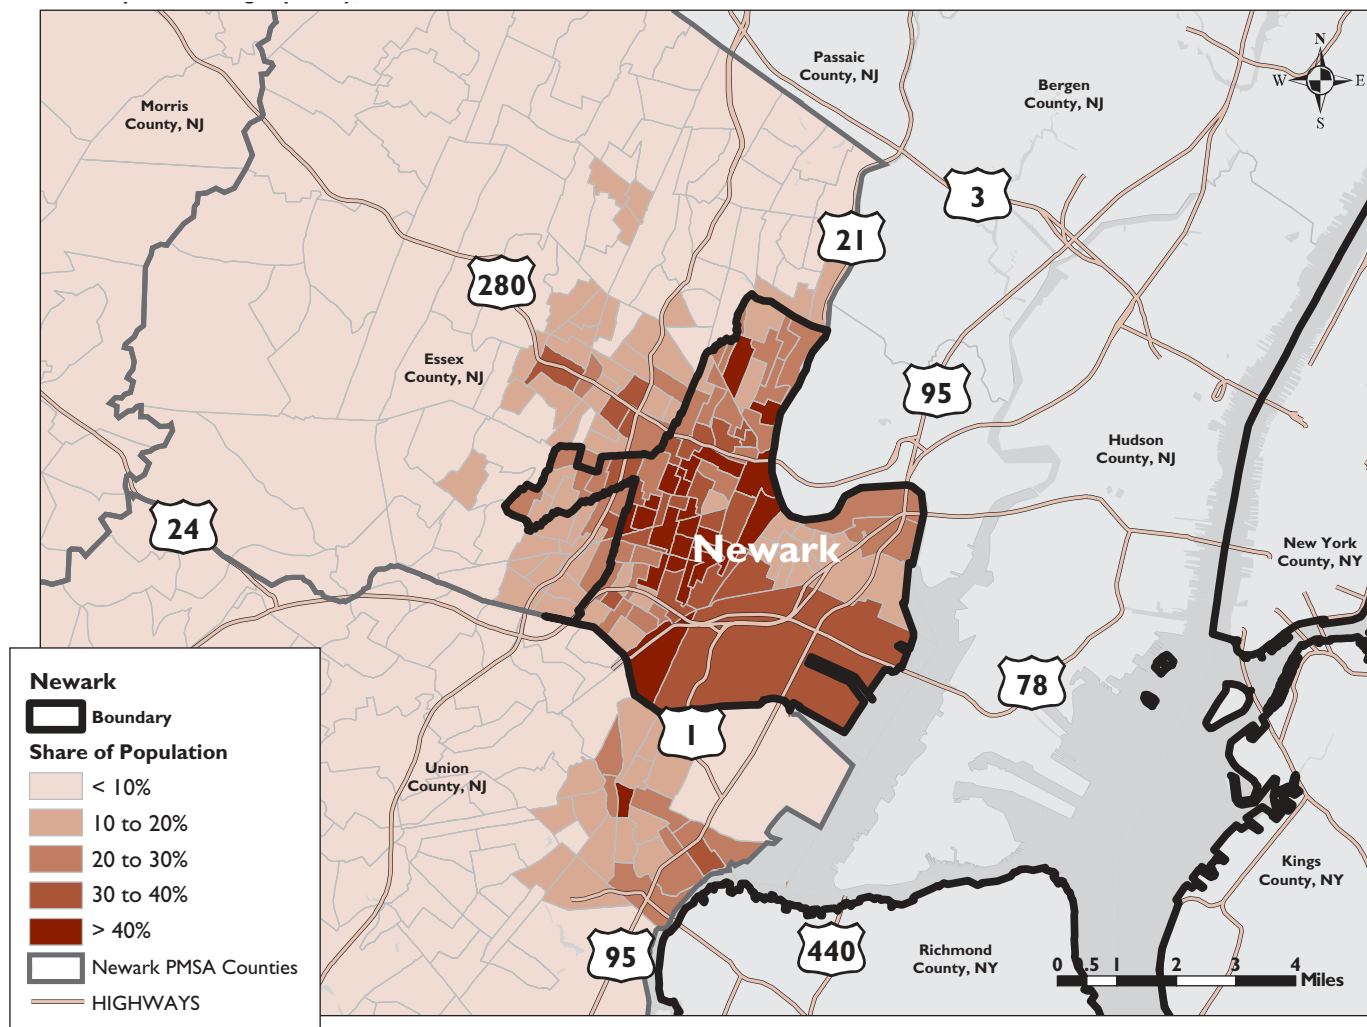 Passaic
County, NJ
Bergen
County, NJ
N
W
E
S
Morris
County, NJ
3
21
280
Essex
County, NJ
95
Hudson
County, NJ
24
Newark
New York
County, NY
78
1
Union
County, NJ
Kings
County, NY
95
440
Richmond
County, NY
0 0.5 1 2 3 4
Miles
Newark
Boundary
Share of Population
< 10%
10 to 20%
20 to 30%
30 to 40%
> 40%
Newark PMSA Counties
HIGHWAYS